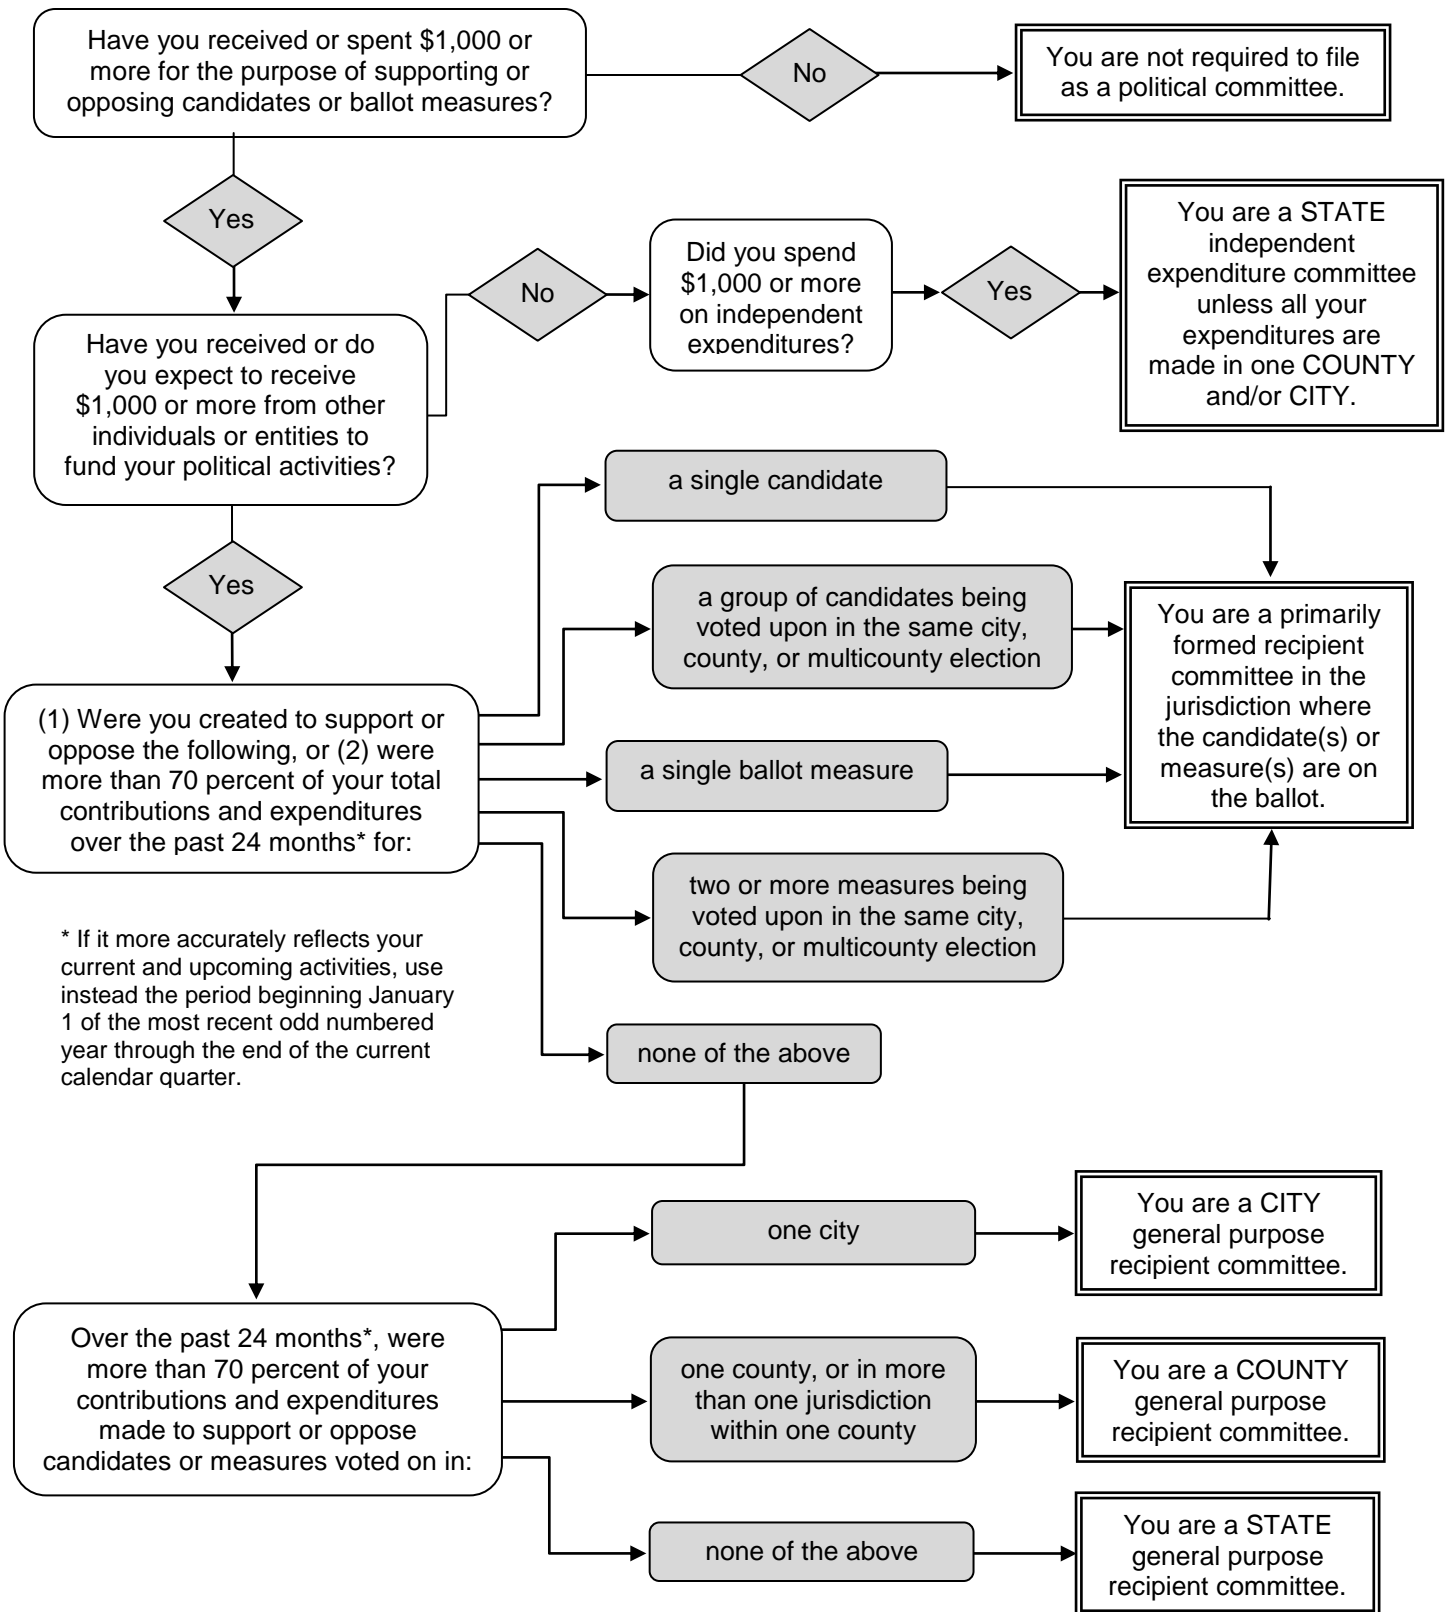 Have you received or spent $1,000 or
more for the purpose of supporting or
opposing candidates or ballot measures?
No
You are not required to file
as a political committee.
Yes
Have you received or do
you expect to receive
$1,000 or more from other
individuals or entities to
fund your political activities?
No
Did you spend
$1,000 or more
on independent
expenditures?
Yes
You are a STATE
independent
expenditure committee
unless all your
expenditures are
made in one COUNTY
and/or CITY.
Yes
(1) Were you created to support or
oppose the following, or (2) were
more than 70 percent of your total
contributions and expenditures
over the past 24 months* for:
a single candidate
a group of candidates being
voted upon in the same city,
county, or multicounty election
a single ballot measure
two or more measures being
voted upon in the same city,
county, or multicounty election
You are a primarily
formed recipient
committee in the
jurisdiction where
the candidate(s) or
measure(s) are on
the ballot.
* If it more accurately reflects your
current and upcoming activities, use
instead the period beginning January
1 of the most recent odd numbered
year through the end of the current
calendar quarter.
none of the above
Over the past 24 months*, were
more than 70 percent of your
contributions and expenditures
made to support or oppose
candidates or measures voted on in:
one city
You are a CITY
general purpose
recipient committee.
one county, or in more
than one jurisdiction
within one county
You are a COUNTY
general purpose
recipient committee.
none of the above
You are a STATE
general purpose
recipient committee.